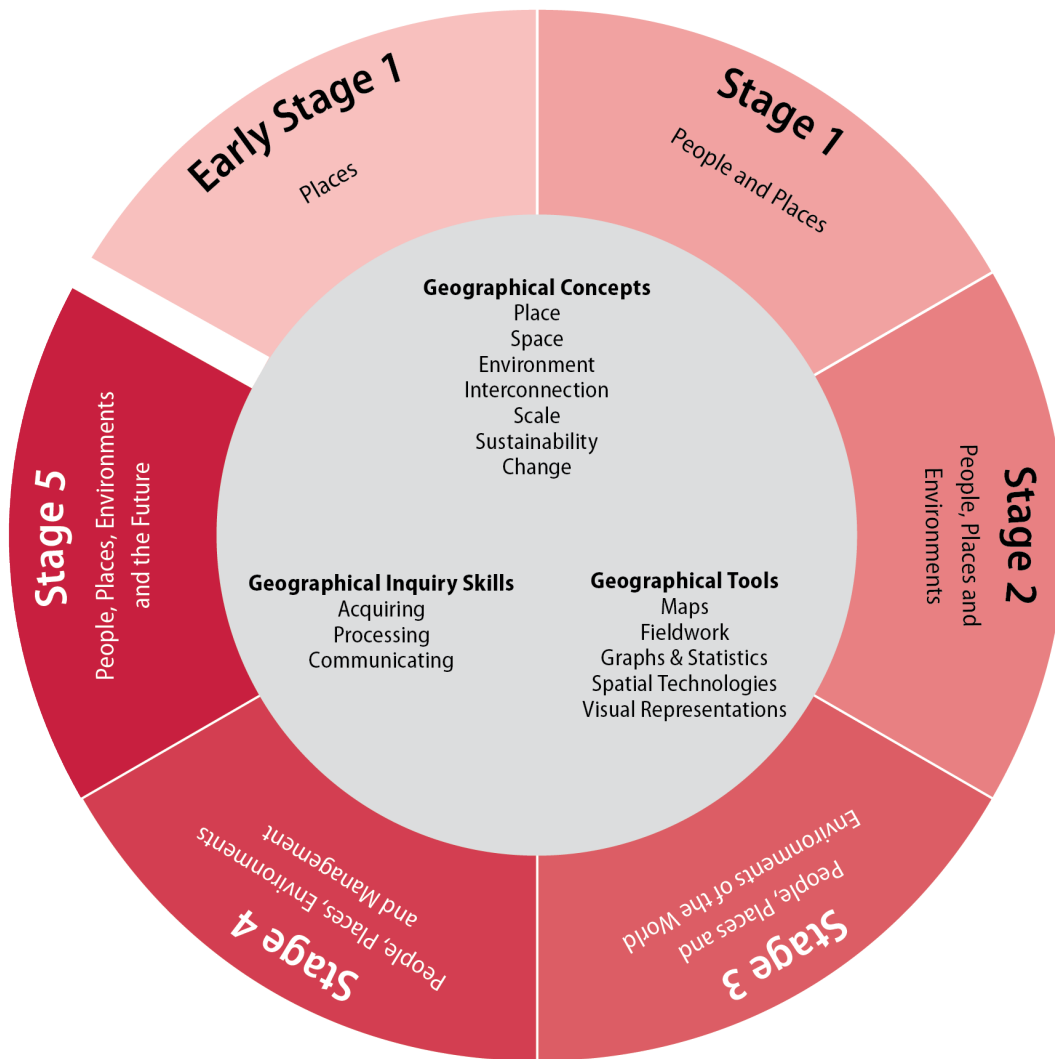 Early Stage 1
Places
Stage 1
People and Places
Stage 2
People, Places and
Environments
Stage 3
People, Places and
Environments of the World
Stage 4
People, Places, Environments
and Management
Stage 5
People, Places, Environments
and the Future
Geographical Concepts
Place
Space
Environment
Interconnection
Scale
Sustainability
Change
Geographical Inquiry Skills
Acquiring
Processing
Communicating
Geographical Tools
Maps
Fieldwork
Graphs & Statistics
Spatial Technologies
Visual Representations